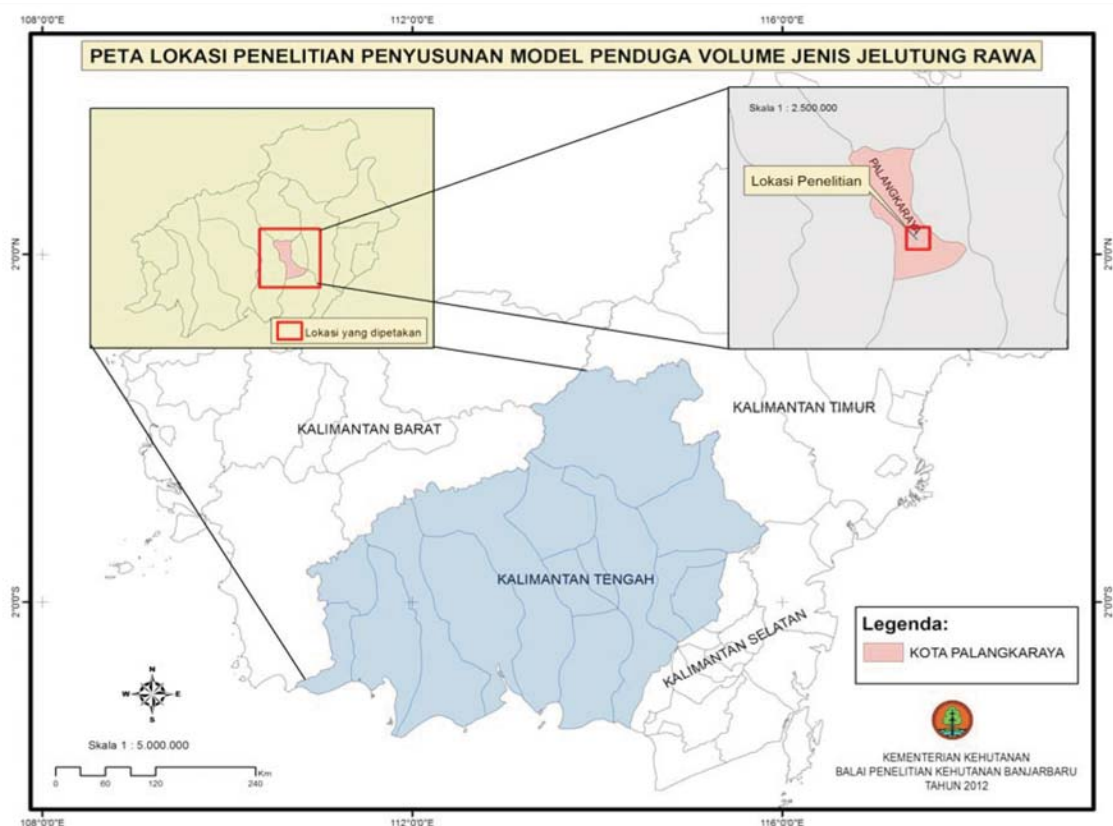 108°0'0"E
112°0'0"E
116°0'0"E
PETA LOKASI PENELITIAN PENYUSUNAN MODEL PENDUGA VOLUME JENIS JELUTUNG RAWA
Skala 1 : 2.500.000
PALANGKARAYA
Lokasi Penelitian
2°0'0"N
2°0'0"N
Lokasi yang dipetakan
KALIMANTAN BARAT
KALIMANTAN TIMUR
KALIMANTAN TENGAH
KALIMANTAN SELATAN
2°0'0"S
2°0'0"S
Legenda:
KOTA PALANGKARAYA
N
W
E
S
Skala 1 : 5.000.000
Km
0 60 120 240
KEMENTERIAN KEHUTANAN
BALAI PENELITIAN KEHUTANAN BANJARBARU
TAHUN 2012
108°0'0"E
112°0'0"E
116°0'0"E